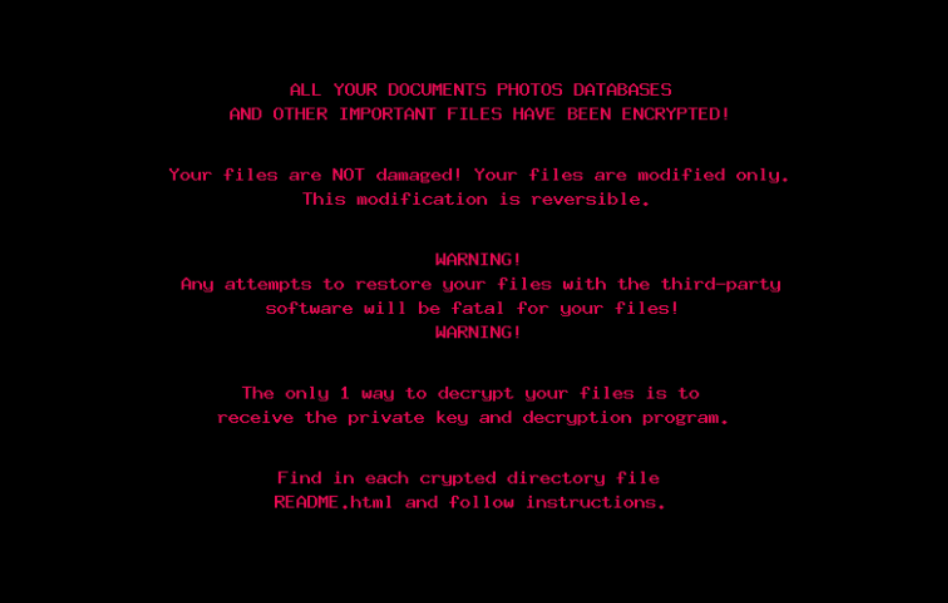 ALL YOUR DOCUMENTS PHOTOS DATABASES
AND OTHER IMPORTANT FILES HAVE BEEN ENCRYPTED!
Your files are NOT damaged! Your files are modified only.
This modification is reversible.
WARNING!
Any attempts to restore your files with the third-party
software will be fatal for your files!
WARNING!
The only 1 way to decrypt your files is to
receive the private key and decryption program.
Find in each crypted directory file
README.html and follow instructions.